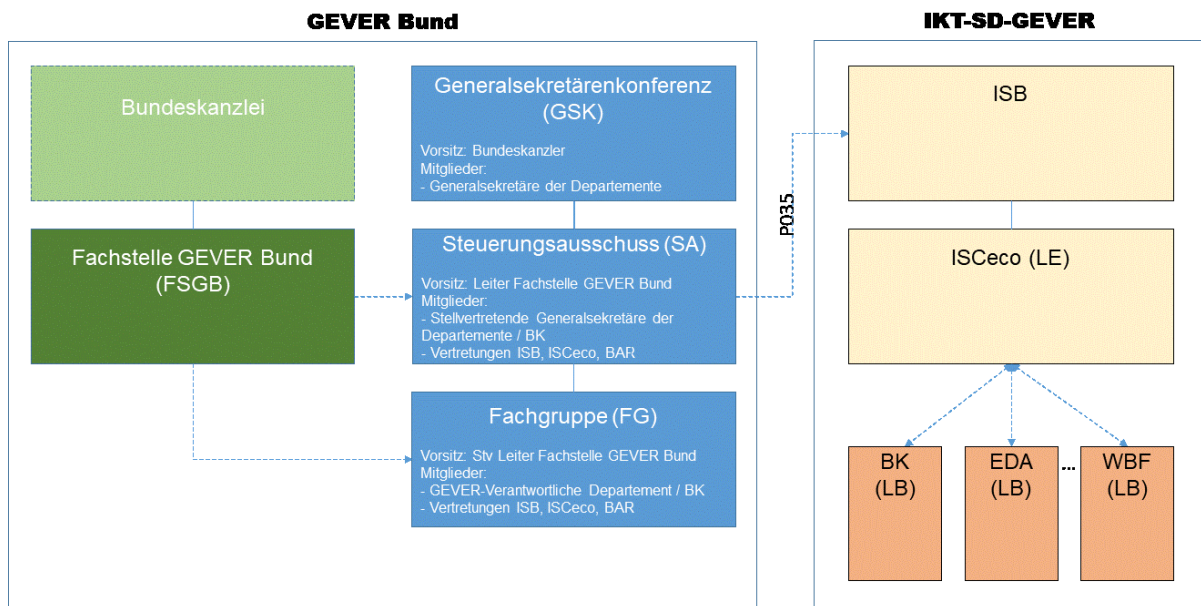 GEVER Bund
Bundeskanzlei
Fachstelle GEVER Bund
(FSGB)
Generalsekretärenkonferenz
(GSK)
Vorsitz: Bundeskanzler
Mitglieder:
- Generalsekretäre der Departemente
Steuerungsausschuss (SA)
Vorsitz: Leiter Fachstelle GEVER Bund
Mitglieder:
- Stellvertretende Generalsekretäre der
Departemente / BK
- Vertretungen ISB, ISCeco, BAR
Fachgruppe (FG)
Vorsitz: Stv Leiter Fachstelle GEVER Bund
Mitglieder:
- GEVER-Verantwortliche Departement / BK
- Vertretungen ISB, ISCeco, BAR
P035
IKT-SD-GEVER
ISB
ISCeco (LE)
BK
(LB)
EDA
(LB)
...
WBF
(LB)